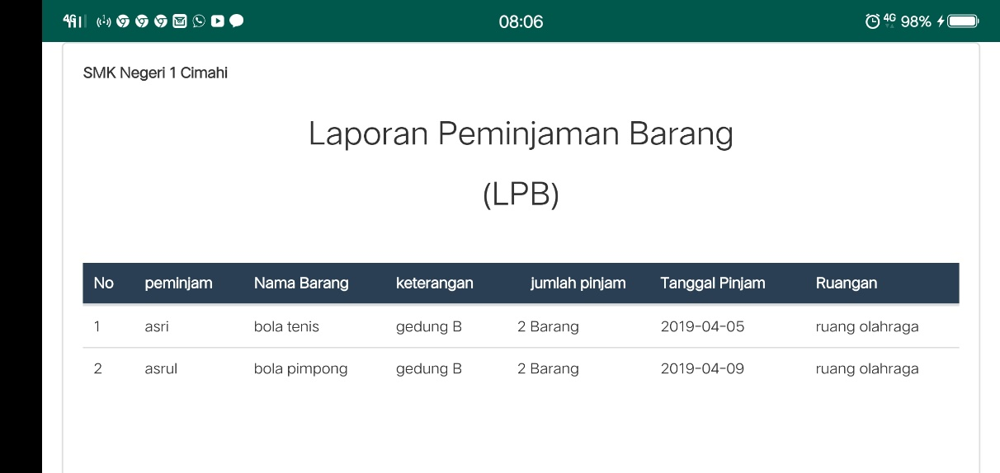 4G 08:06 4G 98%
SMK Negeri 1 Cimahi
Laporan Peminjaman Barang
(LPB)
No peminjam Nama Barang keterangan jumlah pinjam Tanggal Pinjam Ruangan
1 asri bola tenis gedung B 2 Barang 2019-04-05 ruang olahraga
2 asrul bola pimpong gedung B 2 Barang 2019-04-09 ruang olahraga